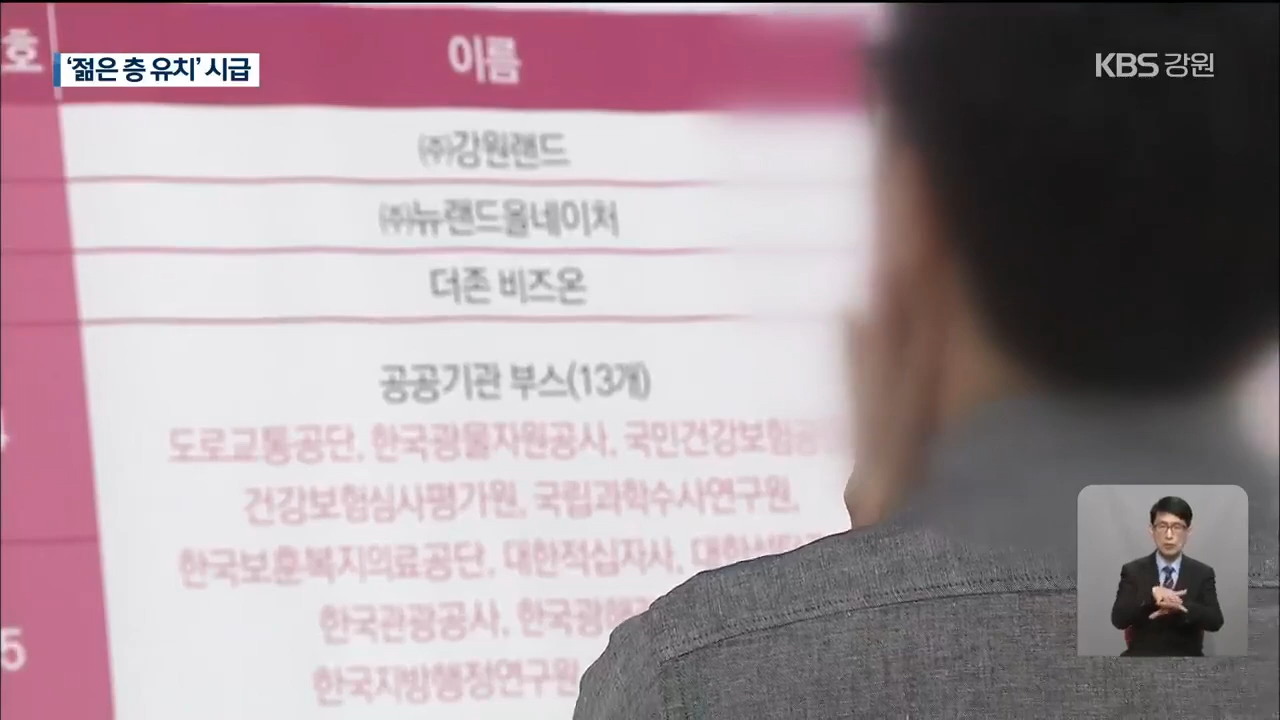 호
이름
'젊은 층 유치' 시급
KBS 강원
㈜강원랜드
㈜뉴랜드올네이처
더존 비즈온
공공기관 부스(13개)
도로교통공단, 한국광물자원공사, 국민건강보험공단
건강보험심사평가원, 국립과학수사연구원,
한국보훈복지의료공단, 대한적십자사,
한국관광공사,
한국지방행정연구원
5